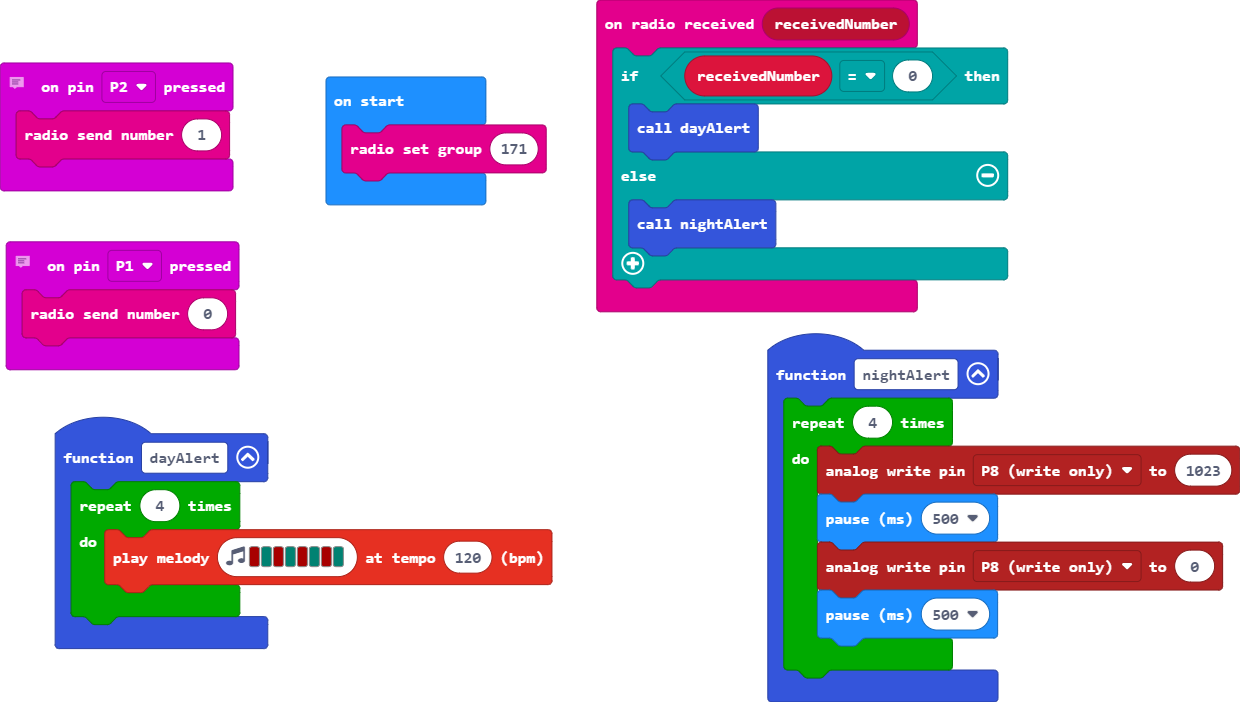 on radio received receivedNumber
if receivedNumber = 0 then
call dayAlert
else
call nightAlert
on pin P2 pressed
radio send number 1
on start
radio set group 171
on pin P1 pressed
radio send number 0
function dayAlert
repeat 4 times
do
play melody at tempo 120 (bpm)
function nightAlert
repeat 4 times
do
analog write pin P8 (write only) to 1023
pause (ms) 500
analog write pin P8 (write only) to 0
pause (ms) 500